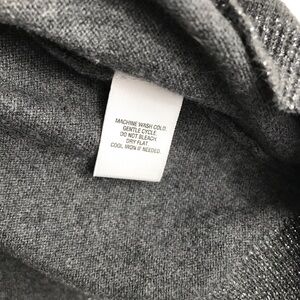 MACHINE WASH COLD.
GENTLE CYCLE.
DO NOT BLEACH.
DRY FLAT.
COOL IRON IF NEEDED.